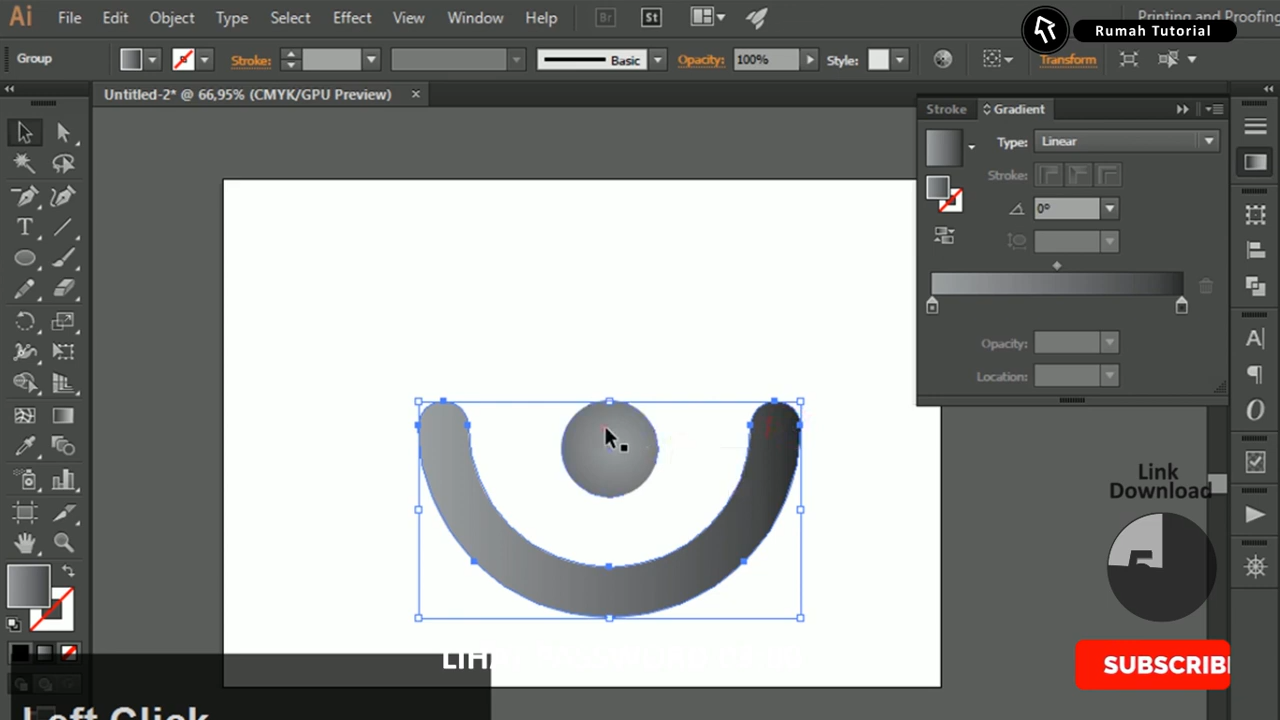 Ai File Edit Object Type Select Effect View Window Help Br St
Rumah Tutorial
Group Stroke: Basic Opacity: 100% Style: Transform
Untitled-2* @ 66,95% (CMYK/GPU Preview) ×
Stroke Gradient
Type: Linear
Stroke:
0°
Opacity:
Location:
Link
Download
SUBSCRIB
Left Click